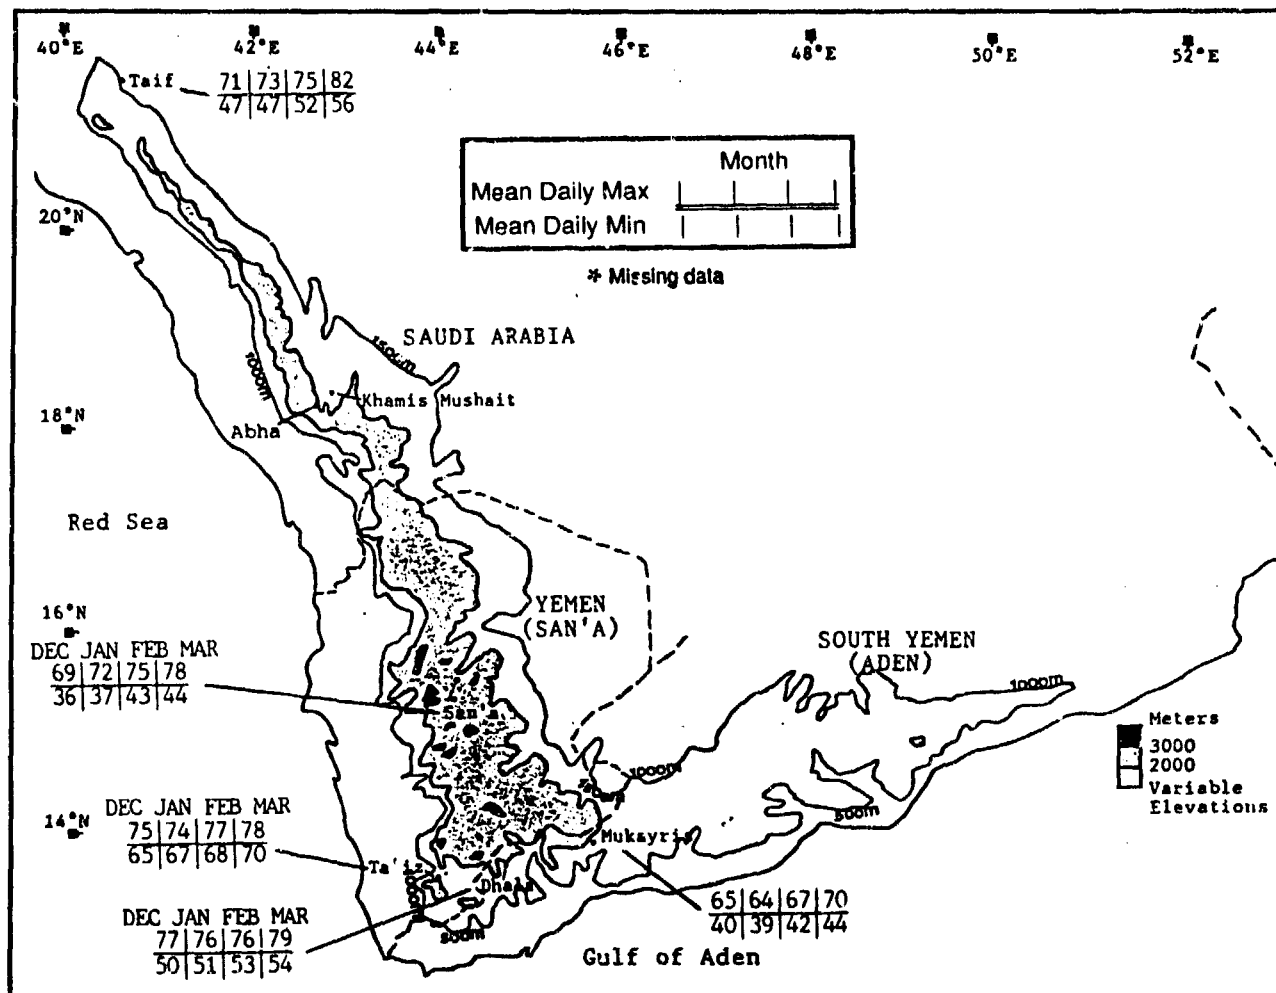 40°E 42°E 44°E 46°E 48°E 50°E 52°E
Taif
71 | 73 | 75 | 82
47 | 47 | 52 | 56
Month
Mean Daily Max
Mean Daily Min
* Missing data
20°N
SAUDI ARABIA
1500m
1000m
Khamis Mushait
18°N
Abha
Red Sea
16°N
YEMEN
(SAN'A)
SOUTH YEMEN
(ADEN)
DEC JAN FEB MAR
69 | 72 | 75 | 78
36 | 37 | 43 | 44
1000m
Meters
3000
2000
Variable
Elevations
1000m
500m
14°N
DEC JAN FEB MAR
75 | 74 | 77 | 78
65 | 67 | 68 | 70
Mukayris
Ta'iz
Dhala
DEC JAN FEB MAR
77 | 76 | 76 | 79
50 | 51 | 53 | 54
500m
65 | 64 | 67 | 70
40 | 39 | 42 | 44
Gulf of Aden